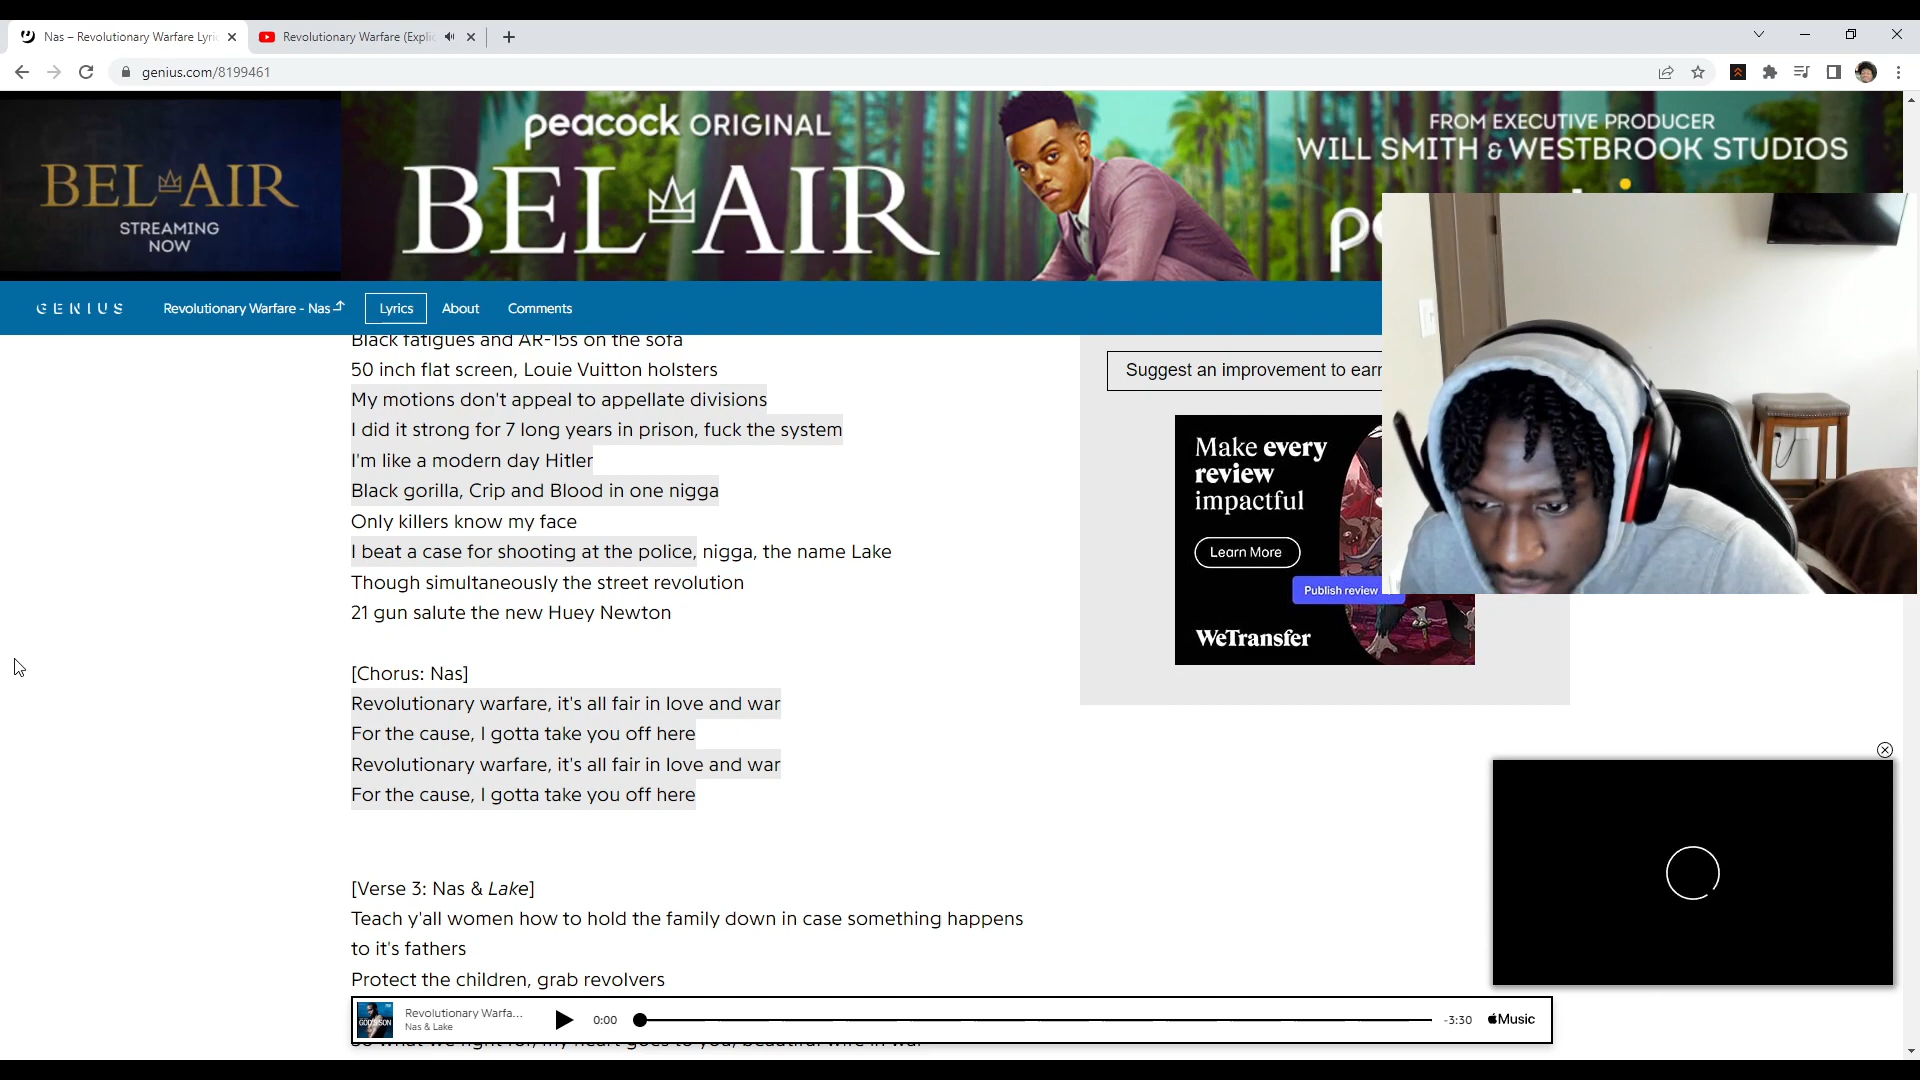 Nas – Revolutionary Warfare Lyri
Revolutionary Warfare (Explic
genius.com/8199461
BEL AIR
STREAMING
NOW
peacock ORIGINAL
BEL AIR
FROM EXECUTIVE PRODUCER
WILL SMITH & WESTBROOK STUDIOS
GENIUS
Revolutionary Warfare - Nas
Lyrics
About
Comments
Black fatigues and AR-15s on the sofa
50 inch flat screen, Louie Vuitton holsters
My motions don't appeal to appellate divisions
I did it strong for 7 long years in prison, fuck the system
I'm like a modern day Hitler
Black gorilla, Crip and Blood in one nigga
Only killers know my face
I beat a case for shooting at the police, nigga, the name Lake
Though simultaneously the street revolution
21 gun salute the new Huey Newton
[Chorus: Nas]
Revolutionary warfare, it's all fair in love and war
For the cause, I gotta take you off here
Revolutionary warfare, it's all fair in love and war
For the cause, I gotta take you off here
[Verse 3: Nas & Lake]
Teach y'all women how to hold the family down in case something happens
to it's fathers
Protect the children, grab revolvers
Suggest an improvement to earn
Make every
review
impactful
Learn More
Publish review
WeTransfer
GOD'S SON
Revolutionary Warfa...
Nas & Lake
0:00
-3:30
Music